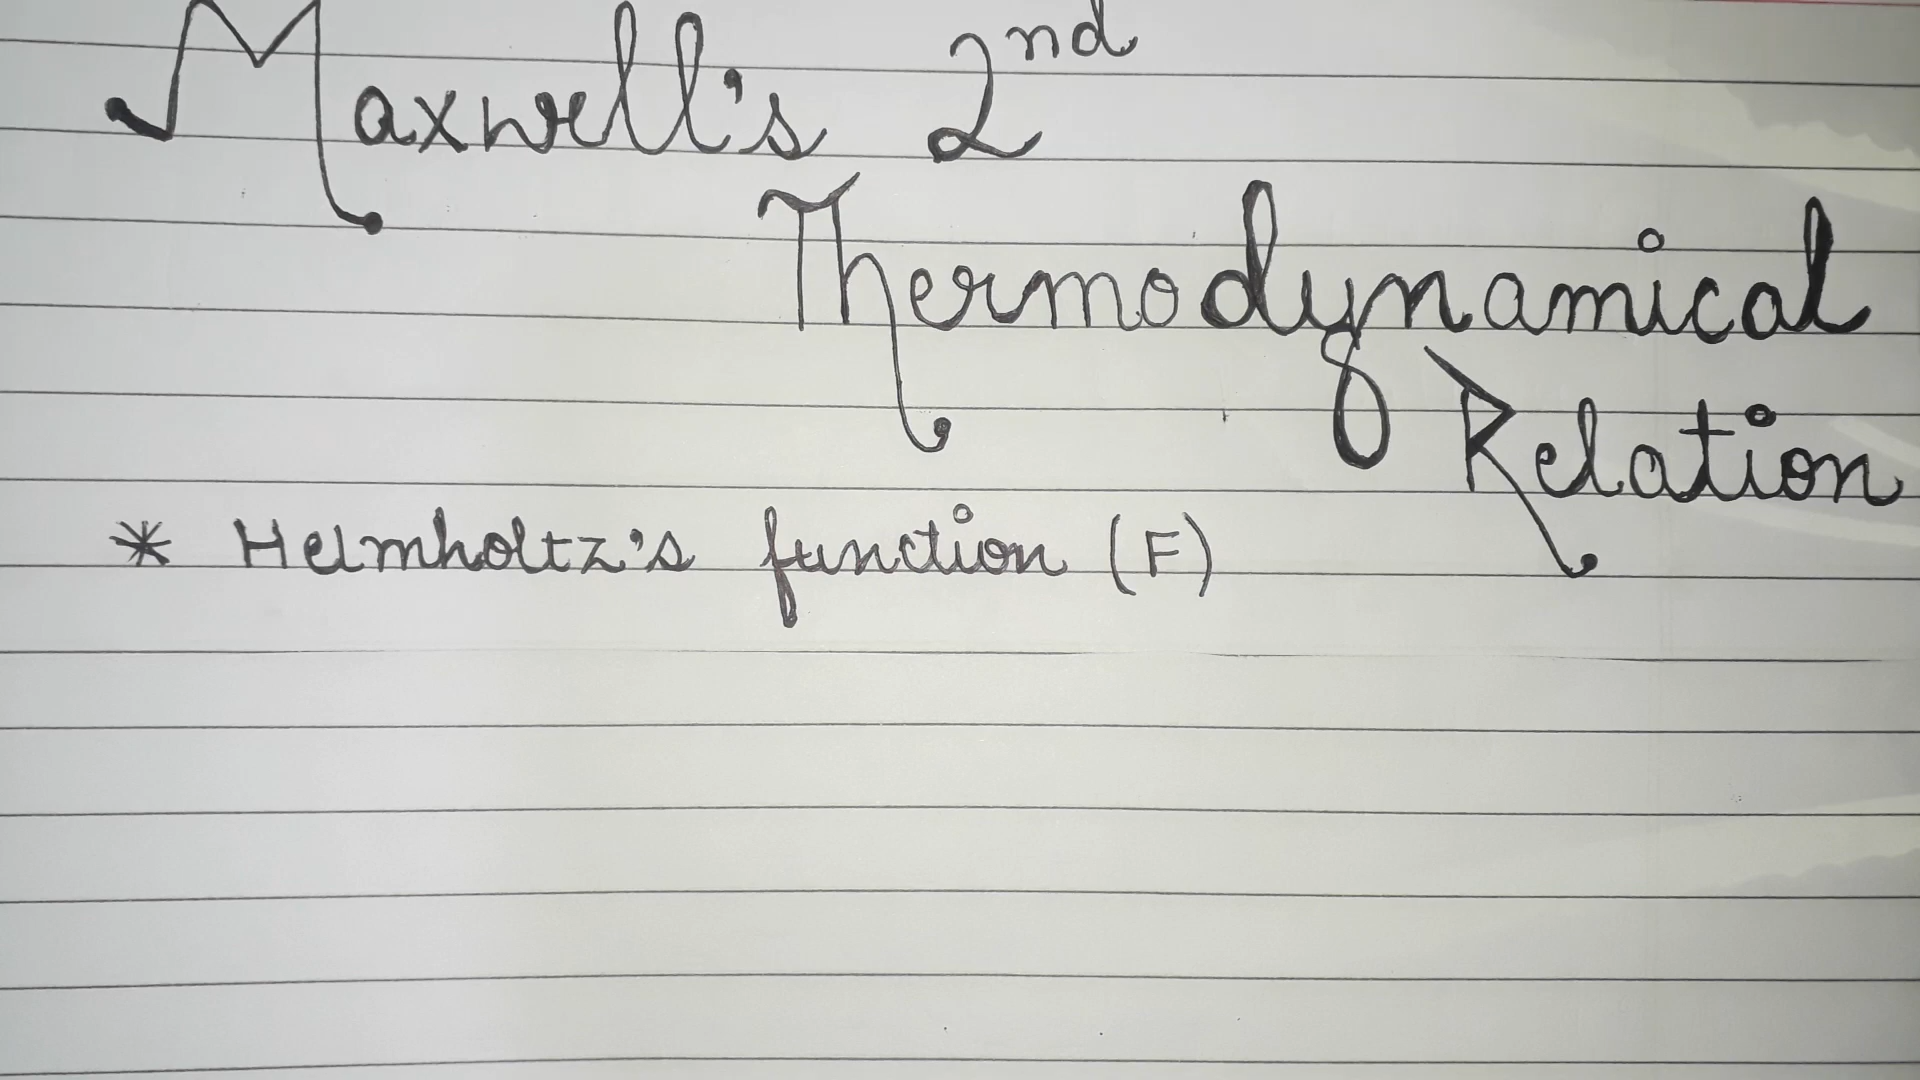 Maxwell's 2nd
Thermodynamical
Relation
* Helmholtz's function (F)